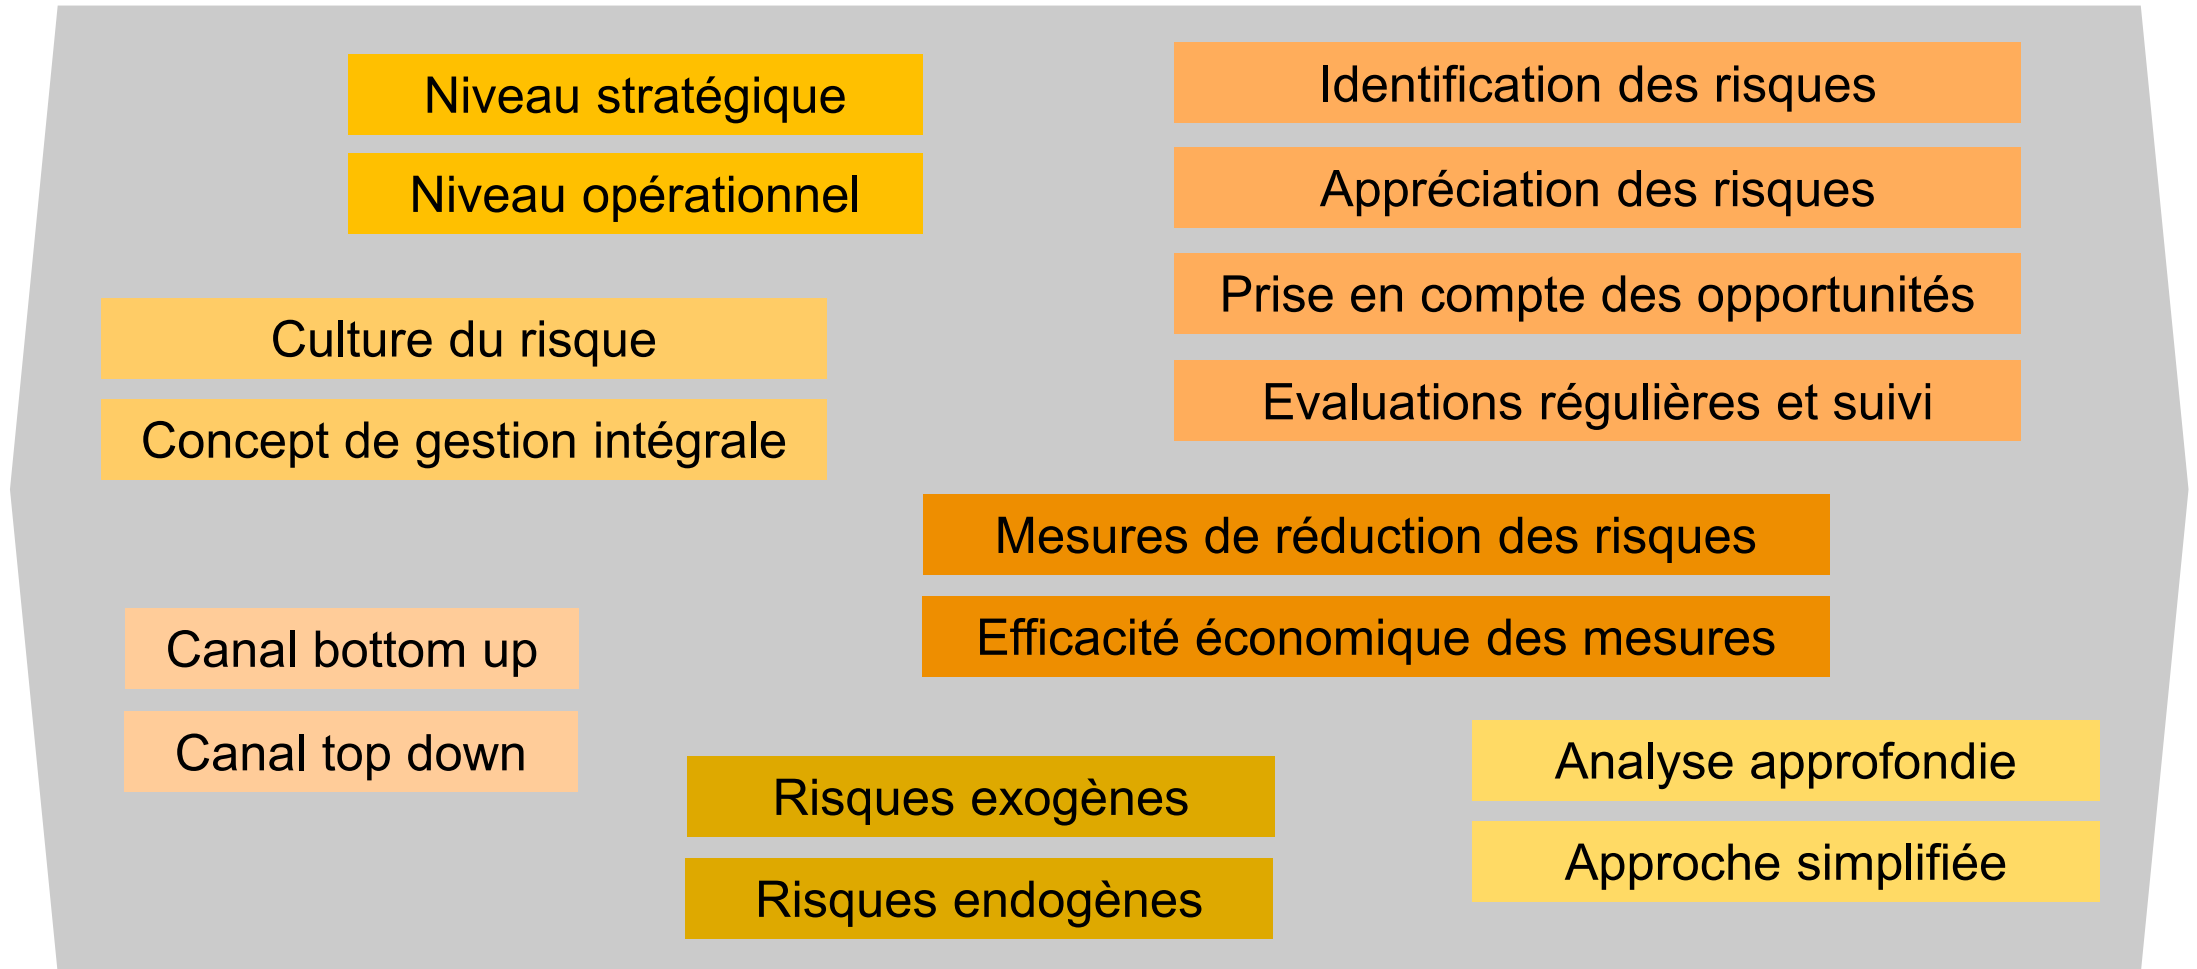 Niveau stratégique
Niveau opérationnel
Identification des risques
Appréciation des risques
Prise en compte des opportunités
Evaluations régulières et suivi
Culture du risque
Concept de gestion intégrale
Mesures de réduction des risques
Efficacité économique des mesures
Canal bottom up
Canal top down
Risques exogènes
Risques endogènes
Analyse approfondie
Approche simplifiée